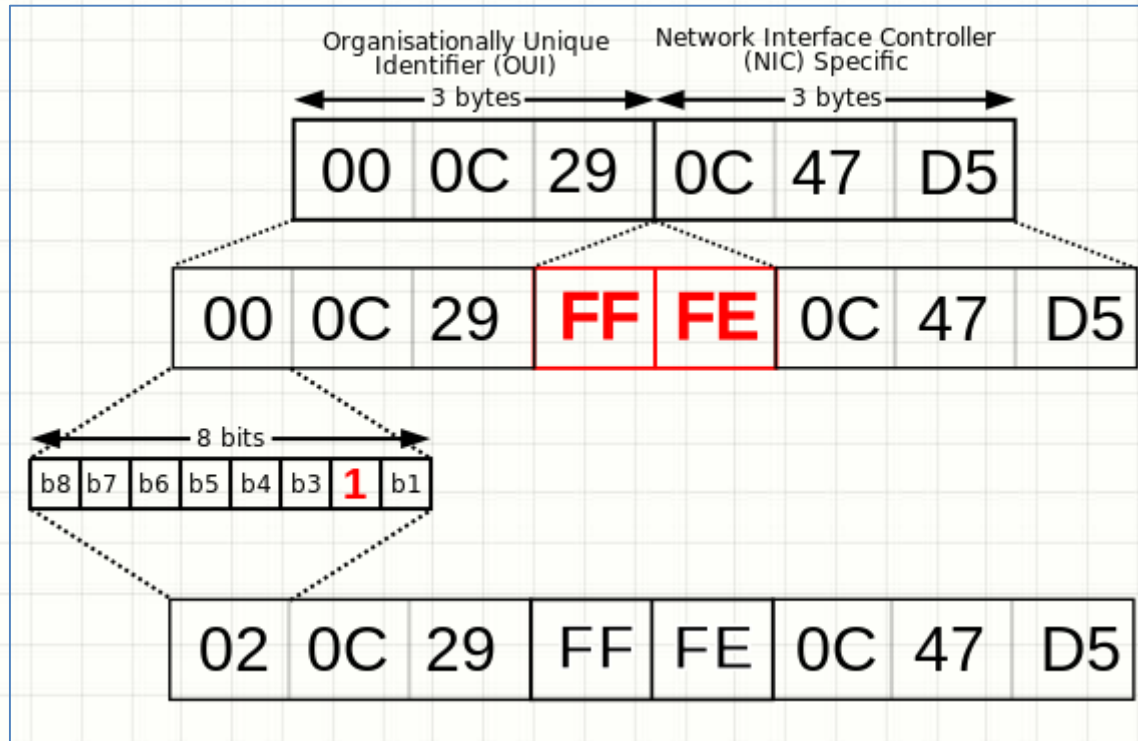 Organisationally Unique
Identifier (OUI)
Network Interface Controller
(NIC) Specific
3 bytes
3 bytes
00 0C 29 0C 47 D5
00 0C 29 FF FE 0C 47 D5
8 bits
b8 b7 b6 b5 b4 b3 1 b1
02 0C 29 FF FE 0C 47 D5